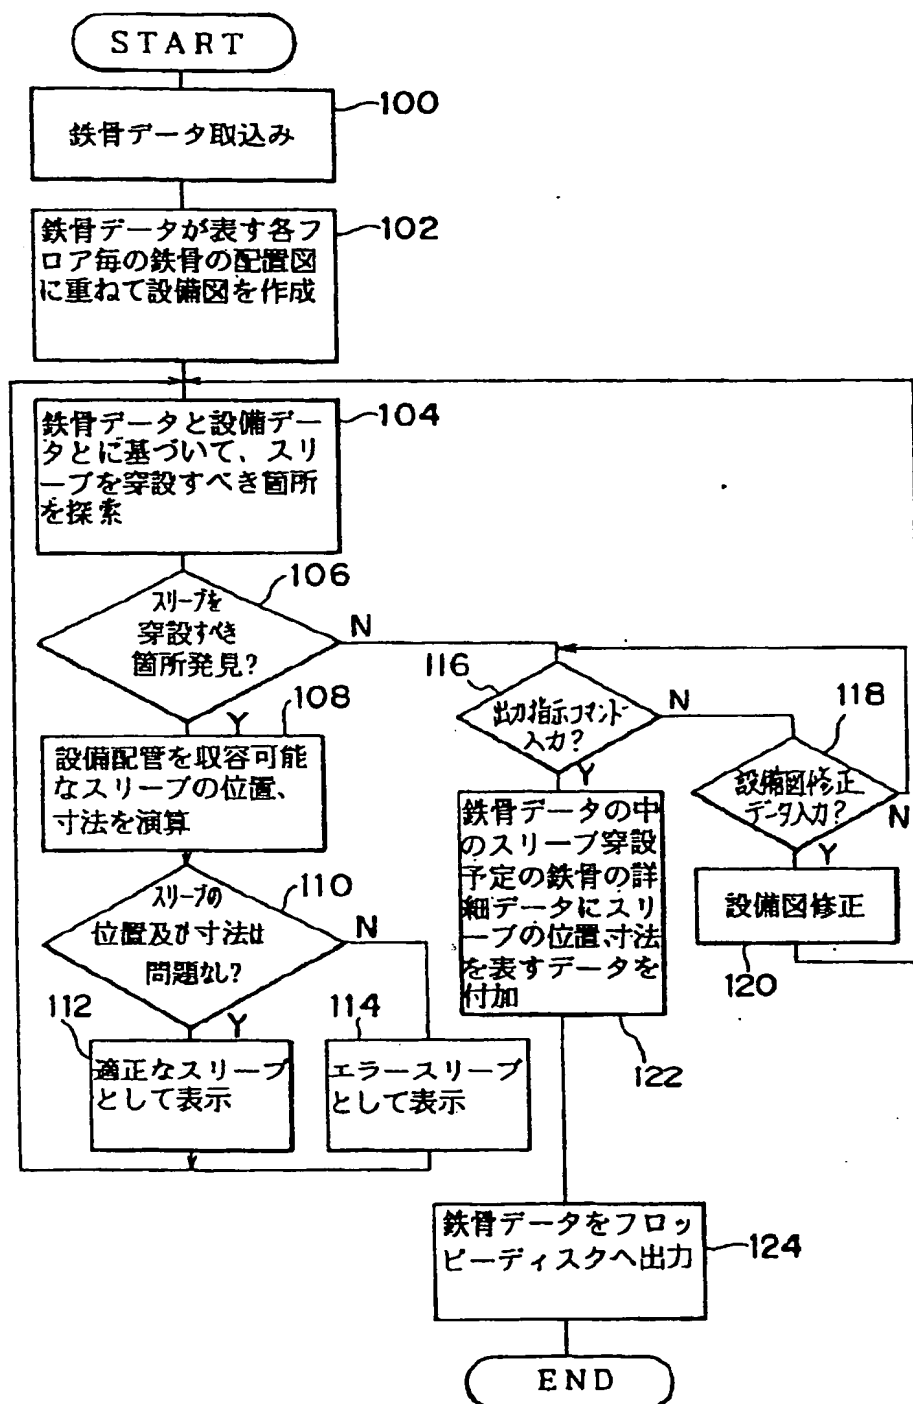 START
100
鉄骨データ取込み
102
鉄骨データが表す各フ
ロア毎の鉄骨の配置図
に重ねて設備図を作成
104
鉄骨データと設備デー
タとに基づいて、スリ
ーブを穿設すべき箇所
を探索
106
スリーブを
穿設すべき
箇所発見?
N
Y
108
設備配管を収容可能
なスリーブの位置、
寸法を演算
110
スリーブの
位置及び寸法は
問題なし?
N
Y
112
適正なスリーブ
として表示
114
エラースリーブ
として表示
116
出力指示コマンド
入力?
N
Y
118
設備図修正
データ入力?
N
Y
設備図修正
120
鉄骨データの中
のスリーブ穿設
予定の鉄骨の詳
細データにスリ
ーブの位置、寸法
を表すデータを
付加
122
鉄骨データをフロッ
ピーディスクへ出力
124
END